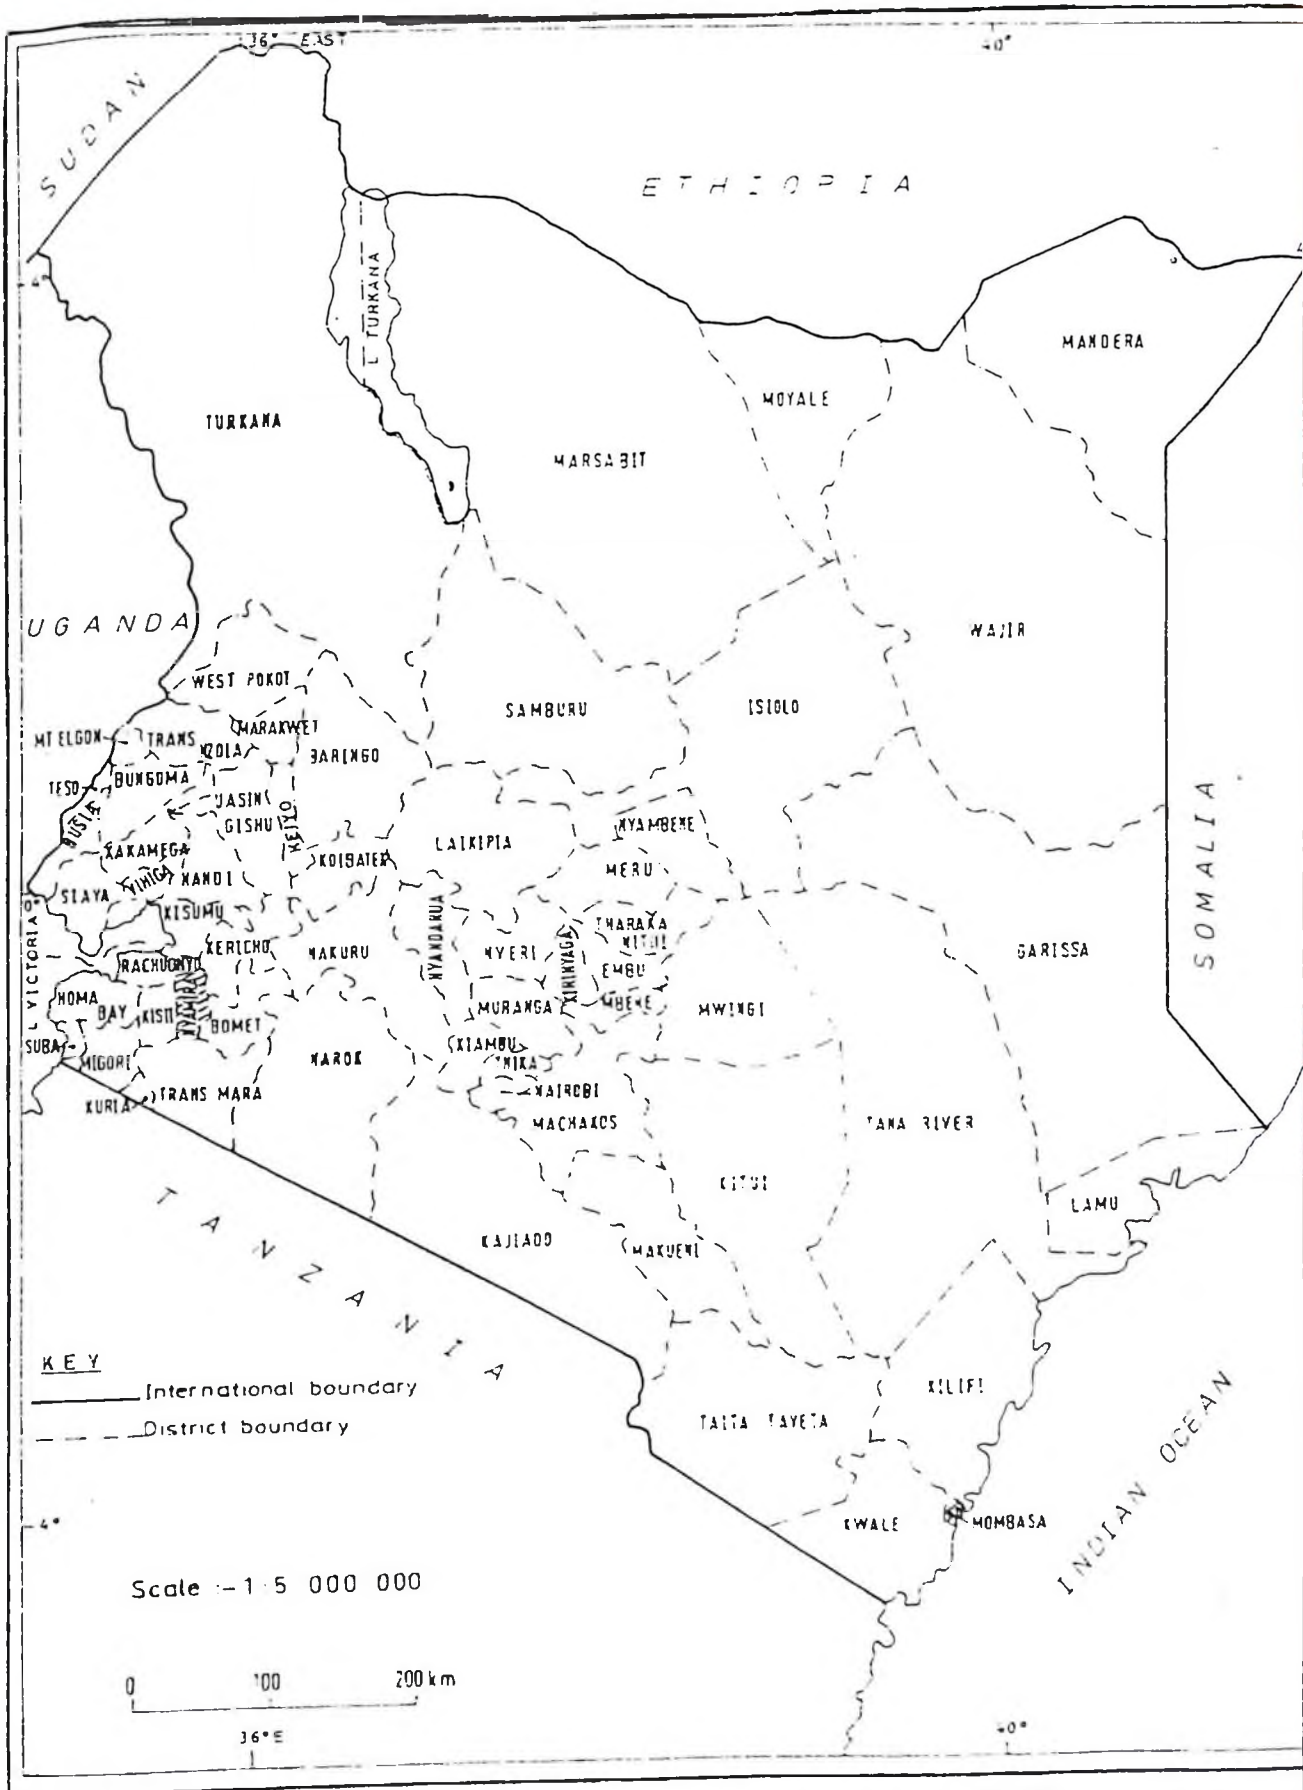 36° EAST
40°
SUDAN
ETHIOPIA
4°
L TURKANA
MANDERA
MOYALE
TURKANA
MARSABIT
UGANDA
WAJIR
WEST POKOT
SAMBURU
ISIOLO
MARAKWET
MT ELGON
TRANS
NZOLA
BARINGO
BUNGOMA
TESO
UASIN
GISHU
BUSIA
KEIYO
SOMALIA
NYAMBENE
LAIKIPIA
KAKAMEGA
KOIBATEK
MERU
VIHIGA
NANDI
SIAYA
0°
KISUMU
THARAKA
NITHI
NYANDARUA
KERICHO
NAKURU
NYERI
KIRINYAGA
GARISSA
L VICTORIA
RACHUONYO
EMBU
HOMA
BAY
KISII
NYAMIRA
BOMET
MURANGA
MBERE
MWINGI
SUBA
MIGORI
NAROK
KIAMBU
THIKA
NAIROBI
KURIA
TRANS MARA
MACHAKOS
TANA RIVER
KITUI
LAMU
TANZANIA
KAJIADO
MAKUENI
KEY
International boundary
District boundary
KILIFI
TAITA TAVETA
INDIAN OCEAN
4°
KWALE
MOMBASA
Scale :- 1:5 000 000
0 100 200 km
36°E
40°